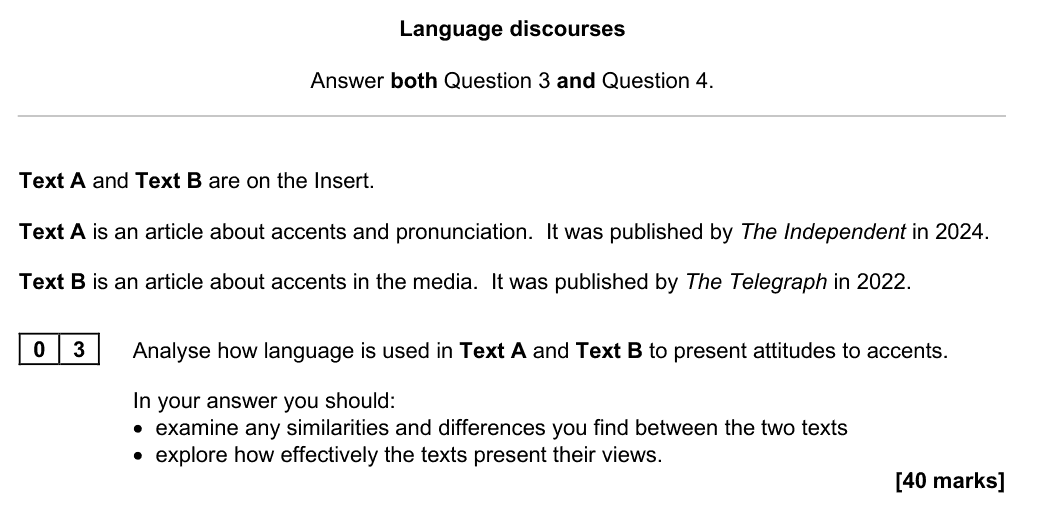 Language discourses
Answer both Question 3 and Question 4.
Text A and Text B are on the Insert.
Text A is an article about accents and pronunciation.  It was published by The Independent in 2024.
Text B is an article about accents in the media.  It was published by The Telegraph in 2022.
0 3 Analyse how language is used in Text A and Text B to present attitudes to accents.
In your answer you should:
• examine any similarities and differences you find between the two texts
• explore how effectively the texts present their views.
[40 marks]